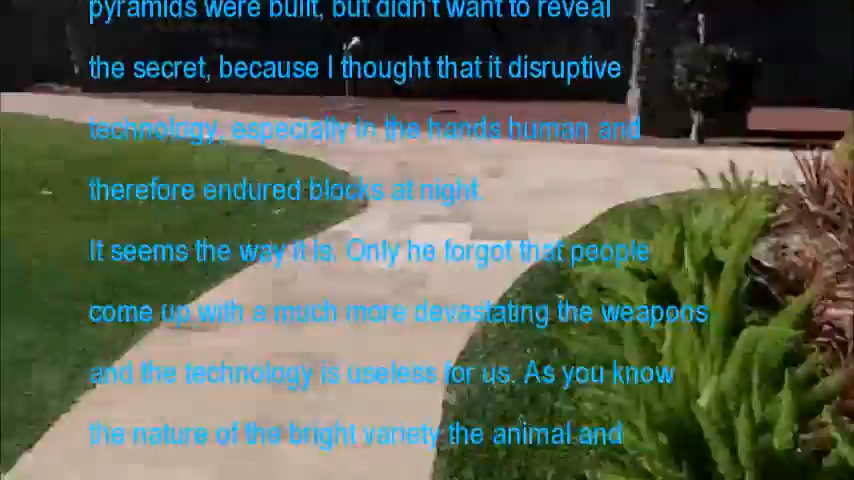 pyramids were built, but didn't want to reveal
the secret, because I thought that it disruptive
technology, especially in the hands human and
therefore endured blocks at night.
It seems the way it is. Only he forgot that people
come up with a much more devastating the weapons
and the technology is useless for us. As you know
the nature of the bright variety the animal and